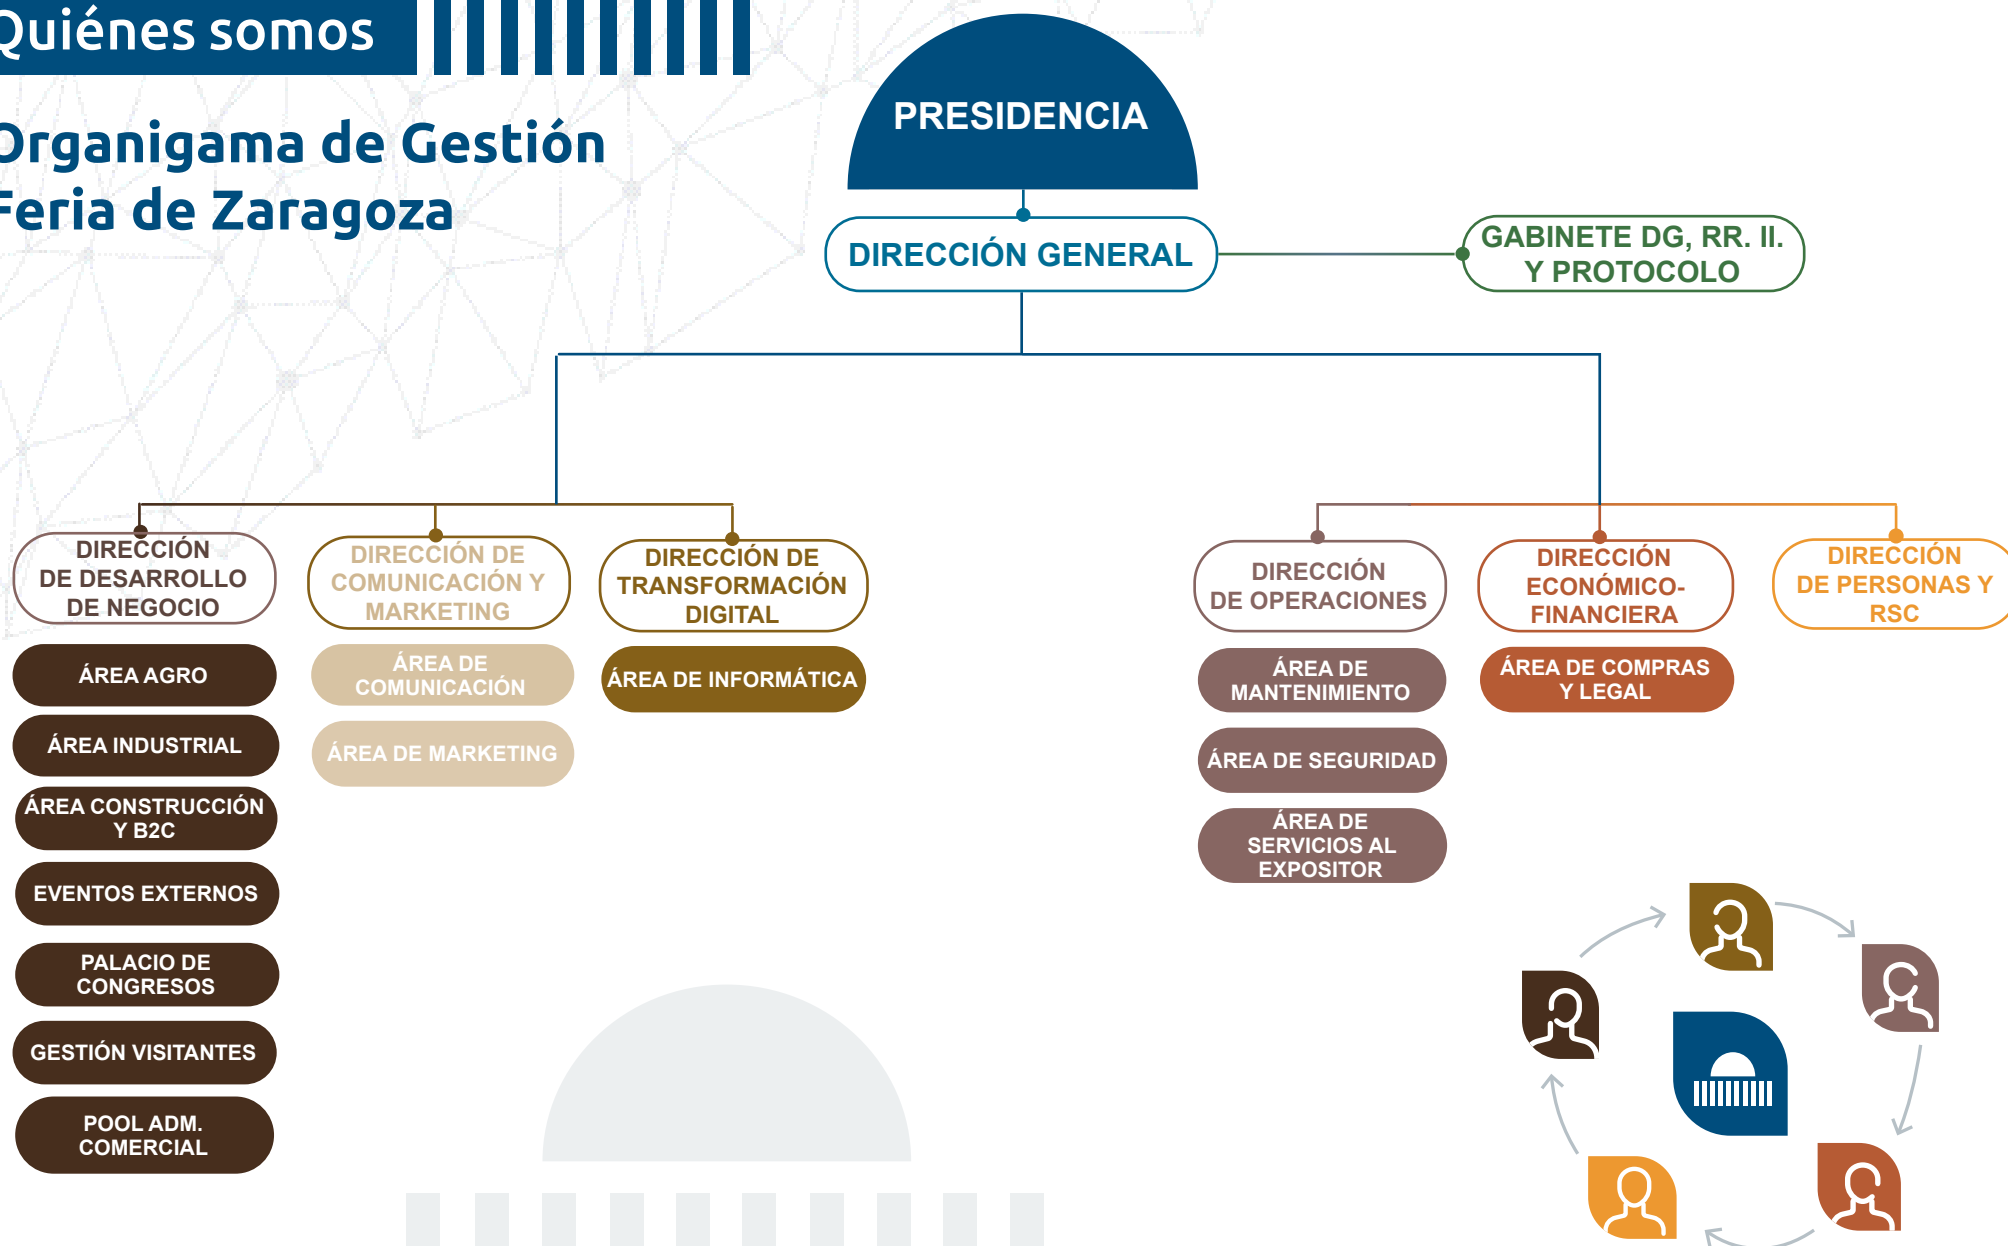 Quiénes somos
Organigama de Gestión
Feria de Zaragoza
PRESIDENCIA
DIRECCIÓN GENERAL
GABINETE DG, RR. II.
Y PROTOCOLO
DIRECCIÓN
DE DESARROLLO
DE NEGOCIO
ÁREA AGRO
ÁREA INDUSTRIAL
ÁREA CONSTRUCCIÓN
Y B2C
EVENTOS EXTERNOS
PALACIO DE
CONGRESOS
GESTIÓN VISITANTES
POOL ADM.
COMERCIAL
DIRECCIÓN DE
COMUNICACIÓN Y
MARKETING
ÁREA DE
COMUNICACIÓN
ÁREA DE MARKETING
DIRECCIÓN DE
TRANSFORMACIÓN
DIGITAL
ÁREA DE INFORMÁTICA
DIRECCIÓN
DE OPERACIONES
ÁREA DE
MANTENIMIENTO
ÁREA DE SEGURIDAD
ÁREA DE
SERVICIOS AL
EXPOSITOR
DIRECCIÓN
ECONÓMICO-
FINANCIERA
ÁREA DE COMPRAS
Y LEGAL
DIRECCIÓN
DE PERSONAS Y
RSC